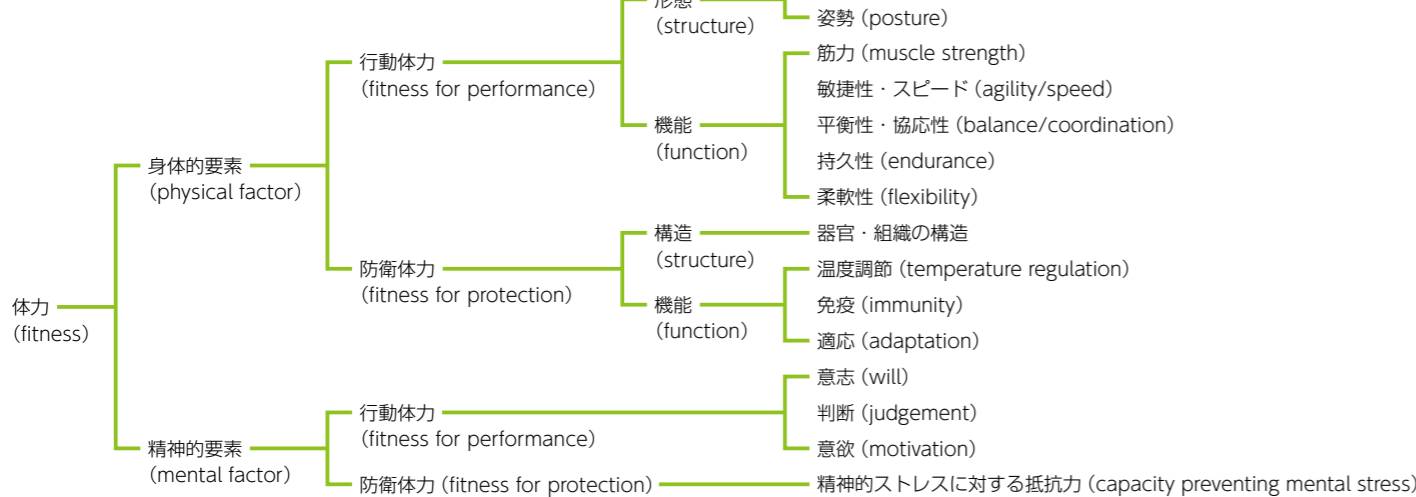 形態
(structure)
姿勢 (posture)
行動体力
(fitness for performance)
筋力 (muscle strength)
敏捷性・スピード (agility/speed)
機能
(function)
平衡性・協応性 (balance/coordination)
持久性 (endurance)
柔軟性 (flexibility)
身体的要素
(physical factor)
構造
(structure)
器官・組織の構造
防衛体力
(fitness for protection)
温度調節 (temperature regulation)
機能
(function)
免疫 (immunity)
適応 (adaptation)
体力
(fitness)
意志 (will)
行動体力
(fitness for performance)
判断 (judgement)
意欲 (motivation)
精神的要素
(mental factor)
防衛体力 (fitness for protection)
精神的ストレスに対する抵抗力 (capacity preventing mental stress)